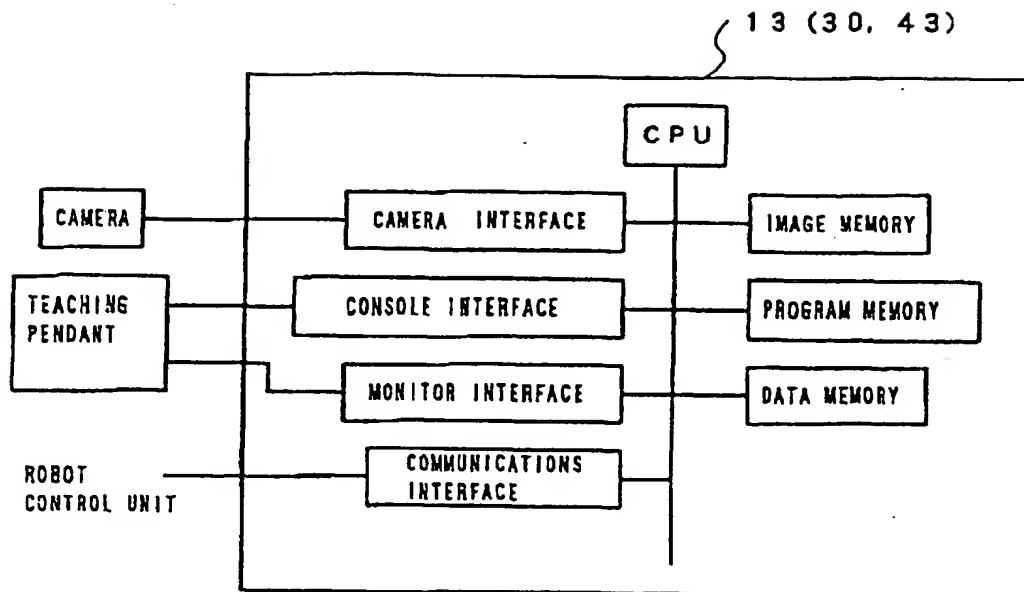 13 (30, 43)
CPU
CAMERA
CAMERA INTERFACE
IMAGE MEMORY
TEACHING
PENDANT
CONSOLE INTERFACE
PROGRAM MEMORY
MONITOR INTERFACE
DATA MEMORY
ROBOT
CONTROL UNIT
COMMUNICATIONS
INTERFACE